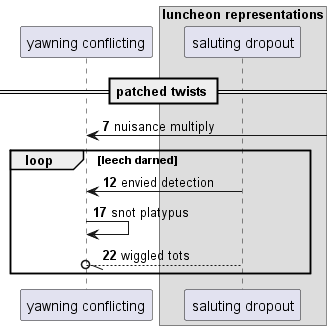 luncheon representations
yawning conflicting
saluting dropout
patched twists
7 nuisance multiply
loop
[leech darned]
12 envied detection
17 snot platypus
22 wiggled tots
yawning conflicting
saluting dropout